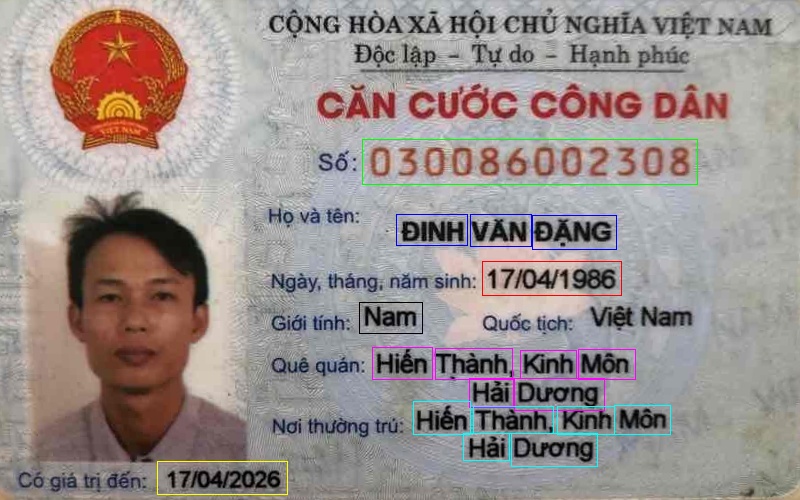 CỘNG HÒA XÃ HỘI CHỦ NGHĨA VIỆT NAM
Độc lập - Tự do - Hạnh phúc
CĂN CƯỚC CÔNG DÂN
Số: 030086002308
Họ và tên: ĐINH VĂN ĐẶNG
Ngày, tháng, năm sinh: 17/04/1986
Giới tính: Nam Quốc tịch: Việt Nam
Quê quán: Hiến Thành, Kinh Môn
Hải Dương
Nơi thường trú: Hiến Thành, Kinh Môn
Hải Dương
Có giá trị đến: 17/04/2026
VIỆT NAM